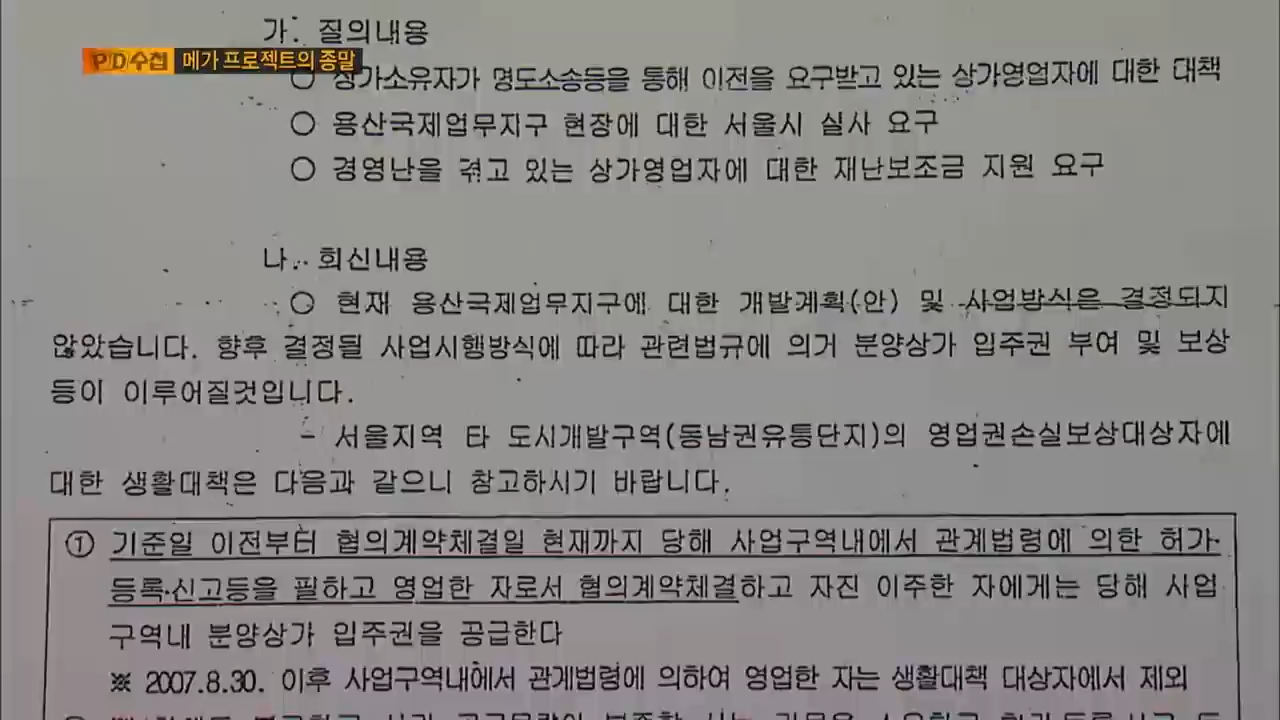 가. 질의내용
PD수첩 메가 프로젝트의 종말
○ 상가소유자가 명도소송등을 통해 이전을 요구받고 있는 상가영업자에 대한 대책
○ 용산국제업무지구 현장에 대한 서울시 실사 요구
○ 경영난을 겪고 있는 상가영업자에 대한 재난보조금 지원 요구
나. 회신내용
○ 현재 용산국제업무지구에 대한 개발계획(안) 및 사업방식은 결정되지
않았습니다. 향후 결정될 사업시행방식에 따라 관련법규에 의거 분양상가 입주권 부여 및 보상
등이 이루어질것입니다.
- 서울지역 타 도시개발구역(동남권유통단지)의 영업권손실보상대상자에
대한 생활대책은 다음과 같으니 참고하시기 바랍니다.
① 기준일 이전부터 협의계약체결일 현재까지 당해 사업구역내에서 관계법령에 의한 허가·
등록·신고등을 필하고 영업한 자로서 협의계약체결하고 자진 이주한 자에게는 당해 사업
구역내 분양상가 입주권을 공급한다
※ 2007.8.30. 이후 사업구역내에서 관계법령에 의하여 영업한 자는 생활대책 대상자에서 제외